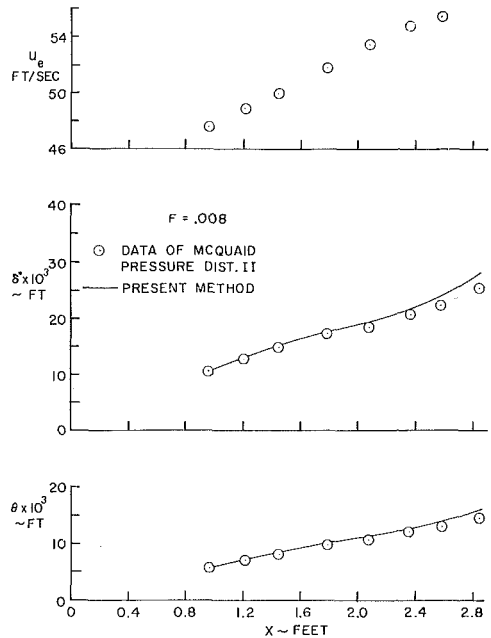 54
u_e
FT/SEC
50
46
40
F = .008
30
DATA OF MCQUAID
PRESSURE DIST. II
δ* x 10³
~ FT
PRESENT METHOD
20
10
0
20
θ x 10³
~ FT
10
0
0 0.4 0.8 1.2 1.6 2.0 2.4 2.8
X ~ FEET